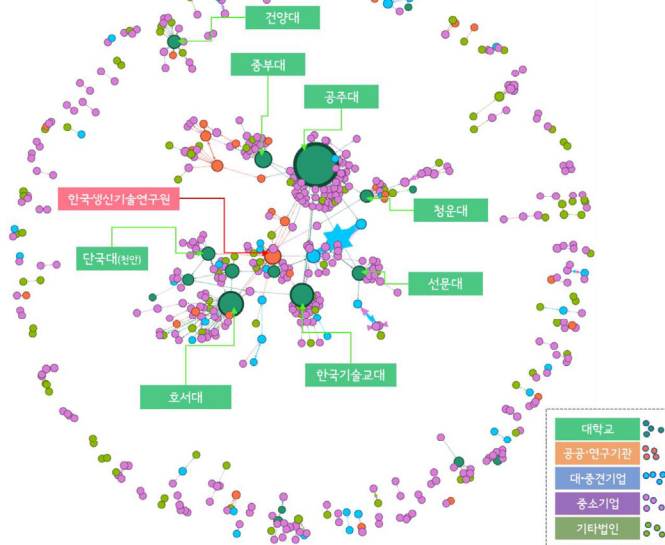 건양대
중부대
공주대
한국생산기술연구원
청운대
단국대(천안)
선문대
호서대
한국기술교대
대학교
공공·연구기관
대·중견기업
중소기업
기타법인